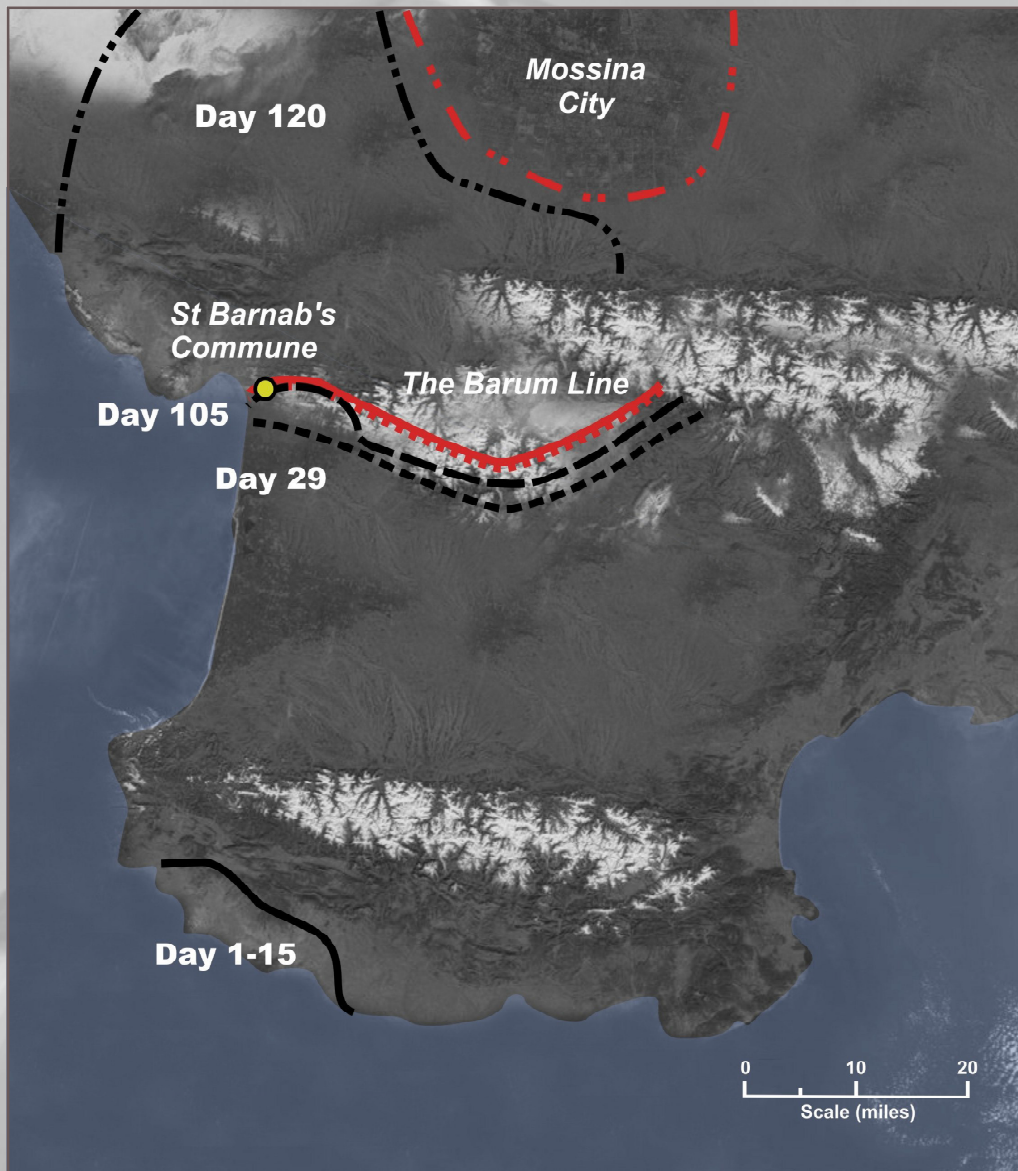 Mossina
City
Day 120
St Barnab's
Commune
The Barum Line
Day 105
Day 29
Day 1-15
0 10 20
Scale (miles)